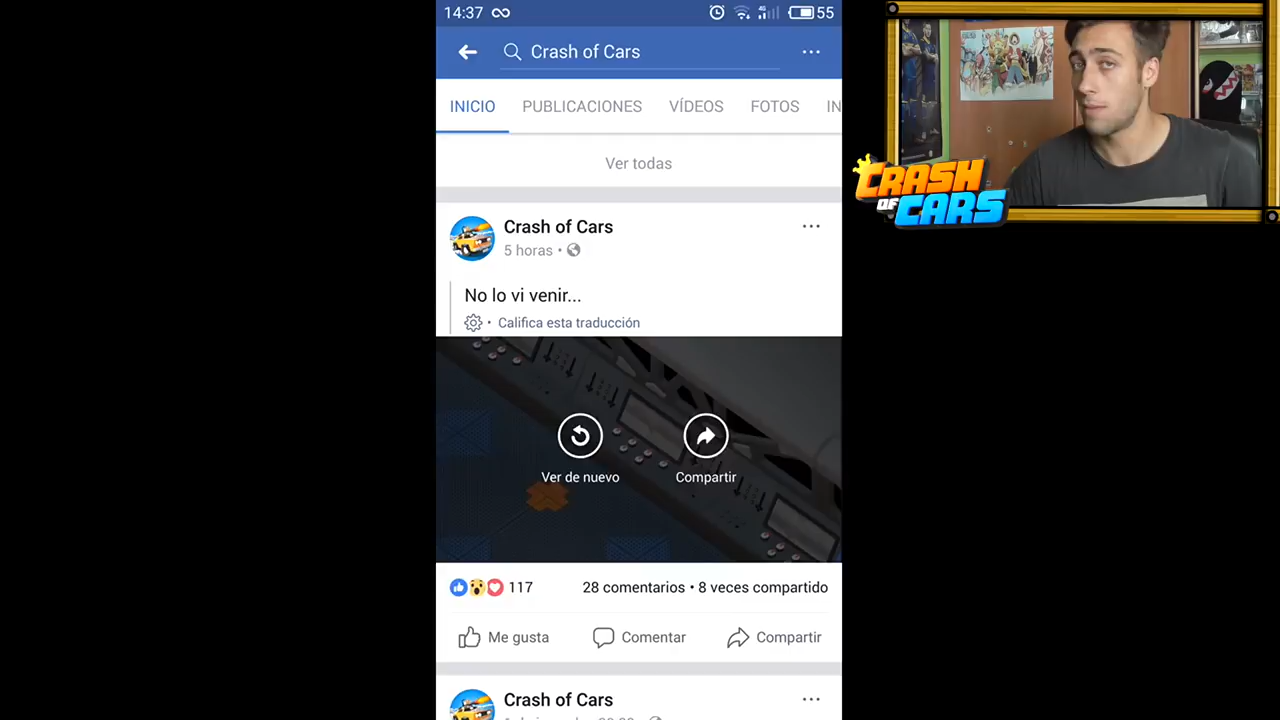 14:37
55
Crash of Cars
INICIO PUBLICACIONES VÍDEOS FOTOS IN
Ver todas
Crash of Cars
5 horas
No lo vi venir...
Califica esta traducción
Ver de nuevo
Compartir
117
28 comentarios • 8 veces compartido
Me gusta
Comentar
Compartir
Crash of Cars
CRASH
OF
CARS